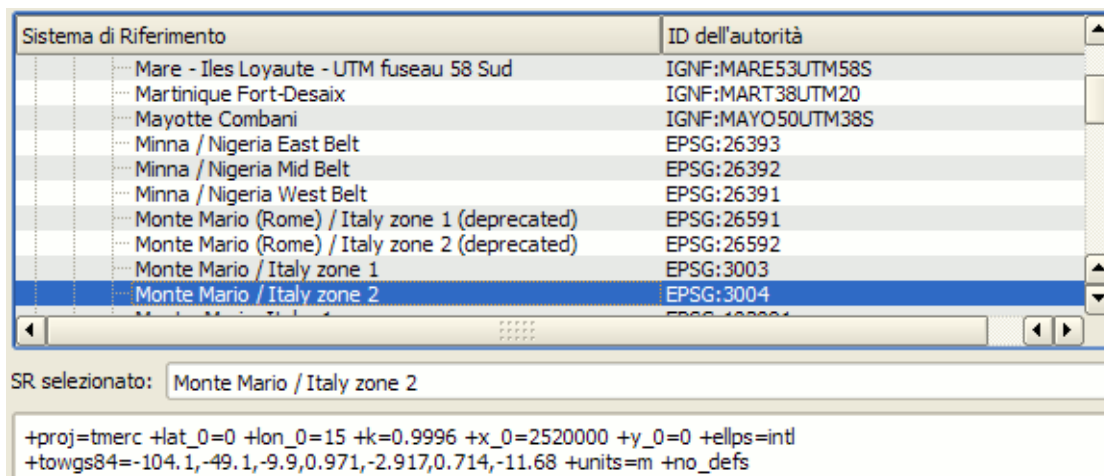 Sistema di Riferimento ID dell'autorità
Mare - Iles Loyaute - UTM fuseau 58 Sud IGNF:MARE53UTM58S
Martinique Fort-Desaix IGNF:MART38UTM20
Mayotte Combani IGNF:MAYO50UTM38S
Minna / Nigeria East Belt EPSG:26393
Minna / Nigeria Mid Belt EPSG:26392
Minna / Nigeria West Belt EPSG:26391
Monte Mario (Rome) / Italy zone 1 (deprecated) EPSG:26591
Monte Mario (Rome) / Italy zone 2 (deprecated) EPSG:26592
Monte Mario / Italy zone 1 EPSG:3003
Monte Mario / Italy zone 2 EPSG:3004
SR selezionato: Monte Mario / Italy zone 2
+proj=tmerc +lat_0=0 +lon_0=15 +k=0.9996 +x_0=2520000 +y_0=0 +ellps=intl
+towgs84=-104.1,-49.1,-9.9,0.971,-2.917,0.714,-11.68 +units=m +no_defs